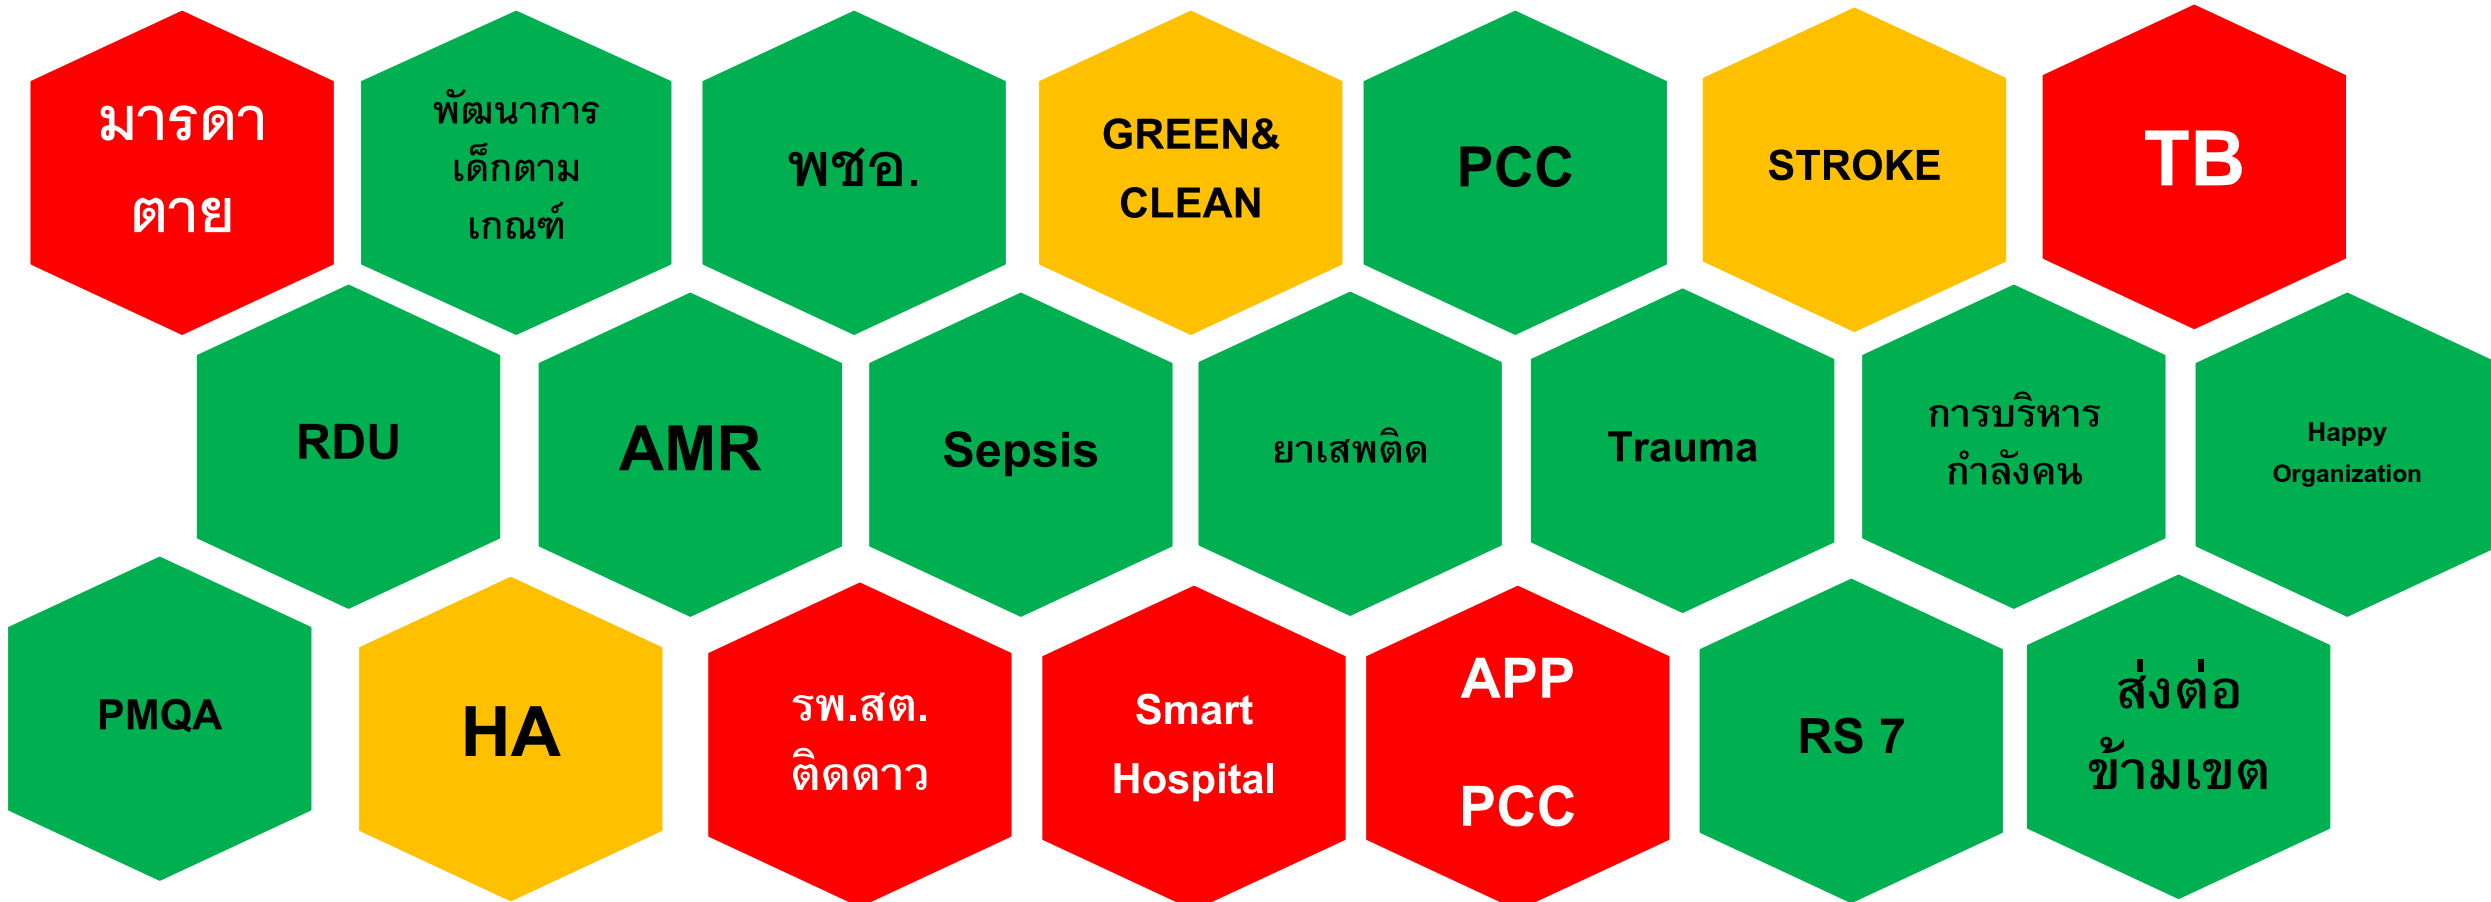 มารดา
ตาย
พัฒนาการ
เด็กตาม
เกณฑ์
พชอ.
GREEN&
CLEAN
PCC
STROKE
TB
RDU
AMR
Sepsis
ยาเสพติด
Trauma
การบริหาร
กำลังคน
Happy
Organization
PMQA
HA
รพ.สต.
ติดดาว
Smart
Hospital
APP
PCC
RS 7
ส่งต่อ
ข้ามเขต